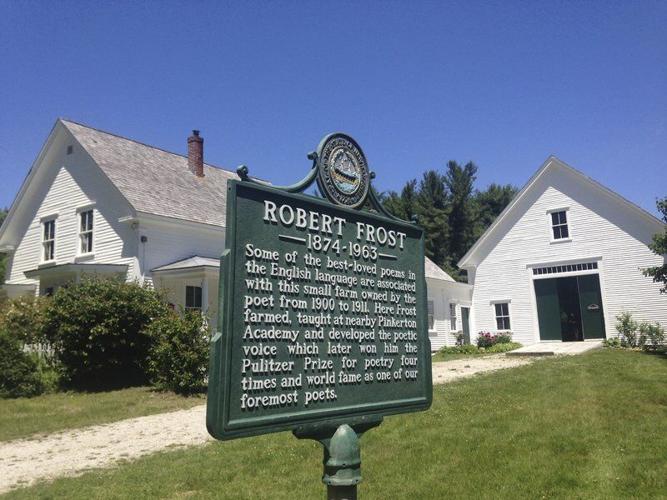 ROBERT FROST
1874-1963
Some of the best-loved poems in
the English language are associated
with this small farm owned by the
poet from 1900 to 1911. Here Frost
farmed, taught at nearby Pinkerton
Academy and developed the poetic
voice which later won him the
Pulitzer Prize for poetry four
times and world fame as one of our
foremost poets.